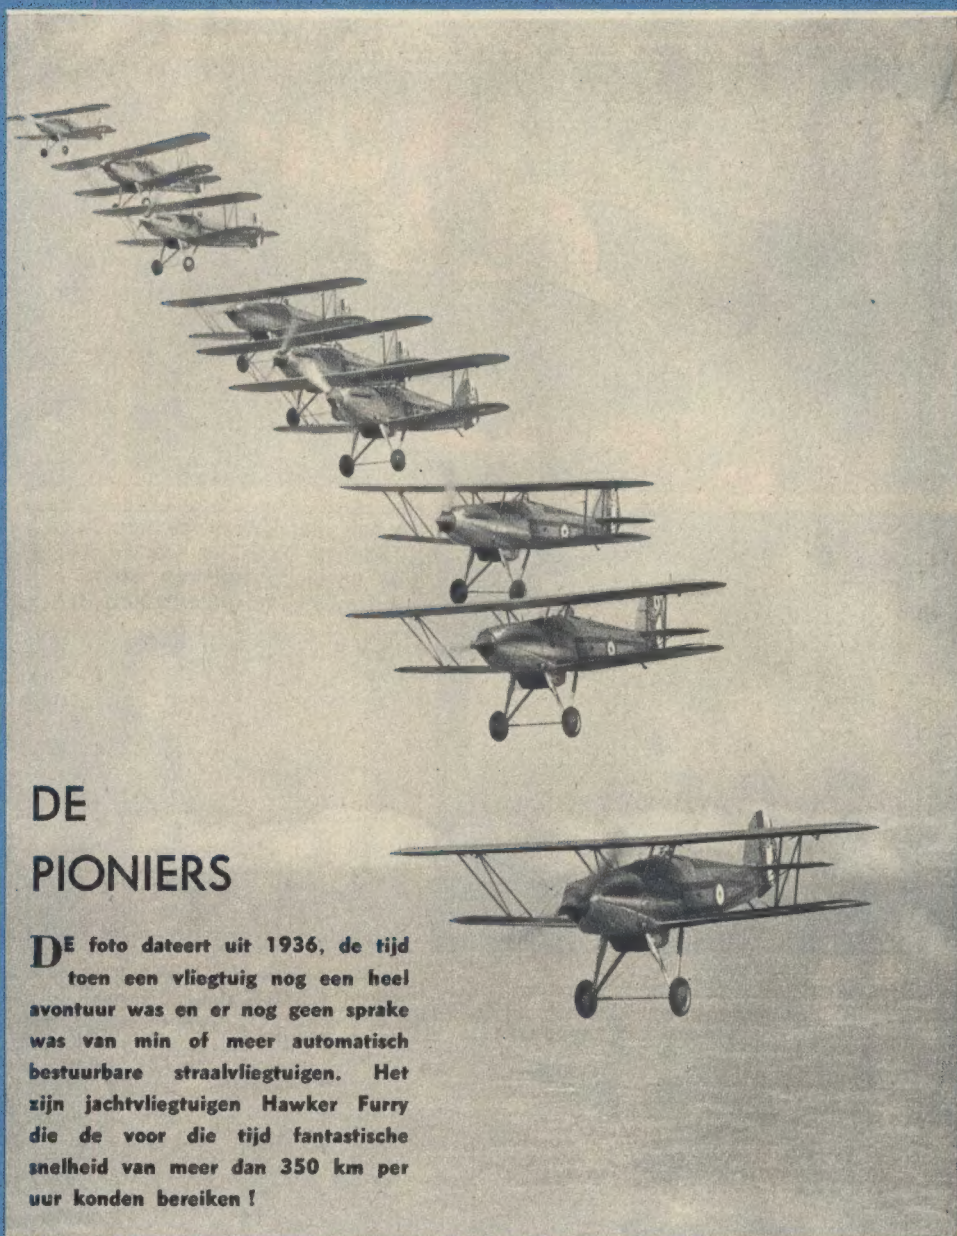 DE
PIONIERS
DE foto dateert uit 1936, de tijd
toen een vliegtuig nog een heel
avontuur was en er nog geen sprake
was van min of meer automatisch
bestuurbare straalvliegtuigen. Het
zijn jachtvliegtuigen Hawker Furry
die de voor die tijd fantastische
snelheid van meer dan 350 km per
uur konden bereiken !